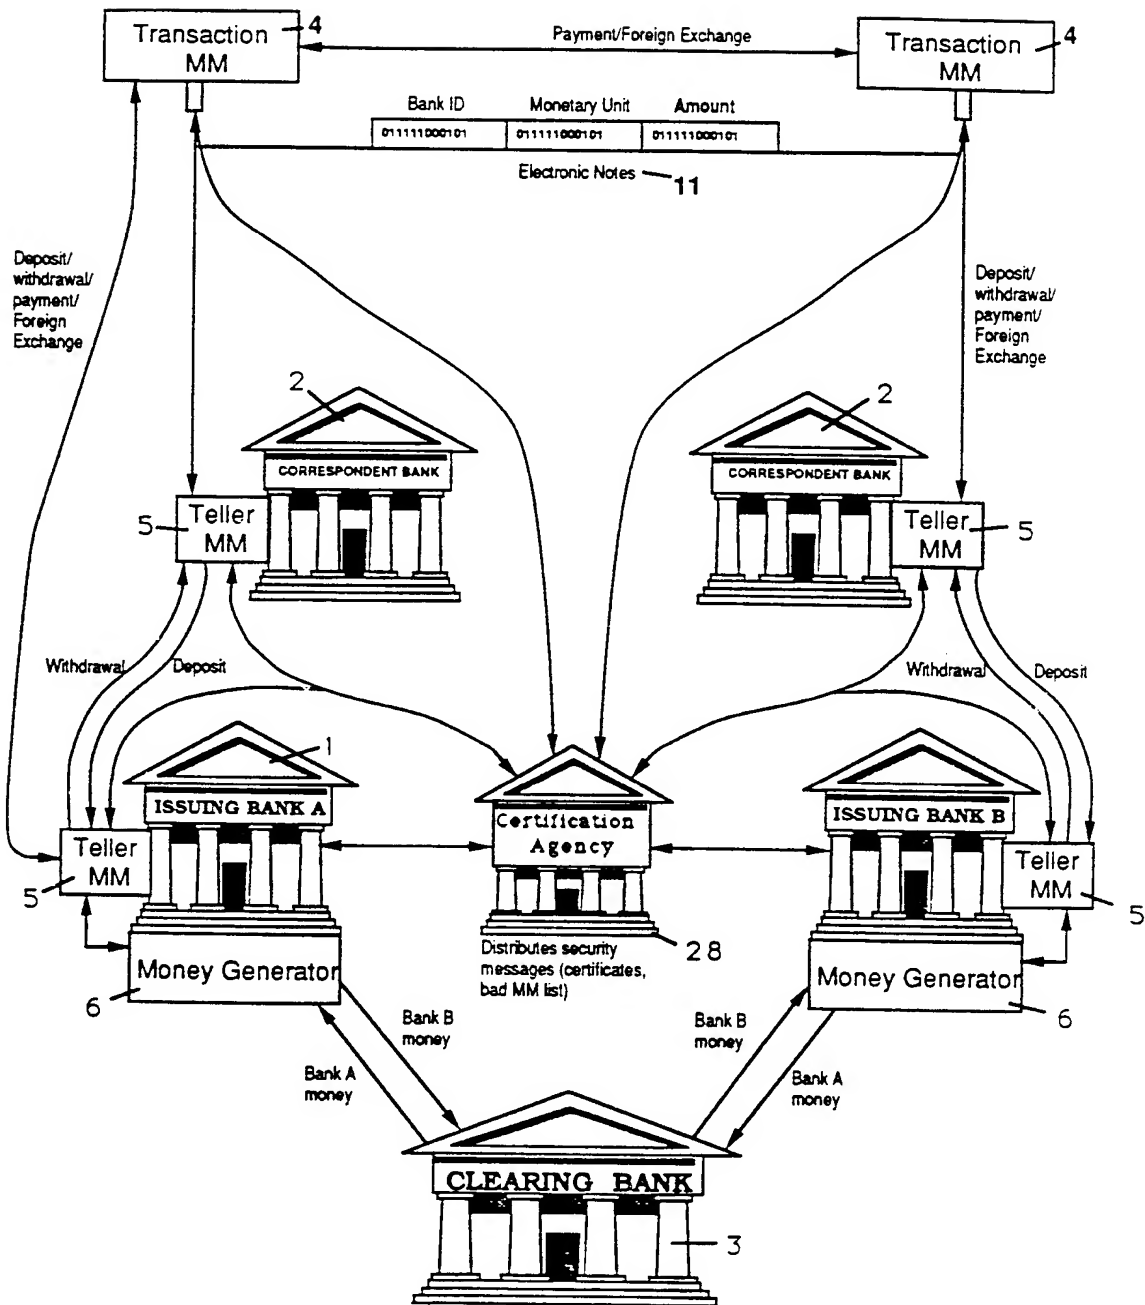 Transaction
MM
4
Payment/Foreign Exchange
Transaction
MM
4
Bank ID
Monetary Unit
Amount
011111000101
011111000101
011111000101
Electronic Notes
11
Deposit/
withdrawal/
payment/
Foreign
Exchange
Deposit/
withdrawal/
payment/
Foreign
Exchange
2
CORRESPONDENT BANK
2
CORRESPONDENT BANK
5
Teller
MM
Teller
MM
5
Withdrawal
Deposit
Withdrawal
Deposit
1
ISSUING BANK A
Certification
Agency
ISSUING BANK B
Teller
MM
5
Teller
MM
5
28
Distributes security
messages (certificates,
bad MM list)
Money Generator
6
Money Generator
6
Bank B
money
Bank A
money
Bank B
money
Bank A
money
CLEARING BANK
3